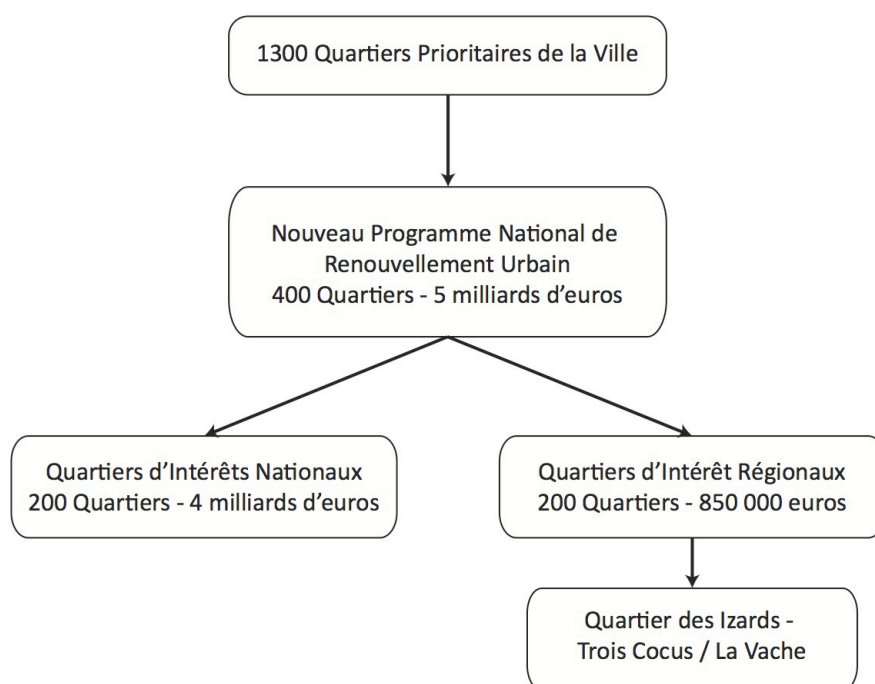 1300 Quartiers Prioritaires de la Ville
Nouveau Programme National de
Renouvellement Urbain
400 Quartiers - 5 milliards d’euros
Quartiers d’Intérêts Nationaux
200 Quartiers - 4 milliards d’euros
Quartiers d’Intérêt Régionaux
200 Quartiers - 850 000 euros
Quartier des Izards -
Trois Cocus / La Vache